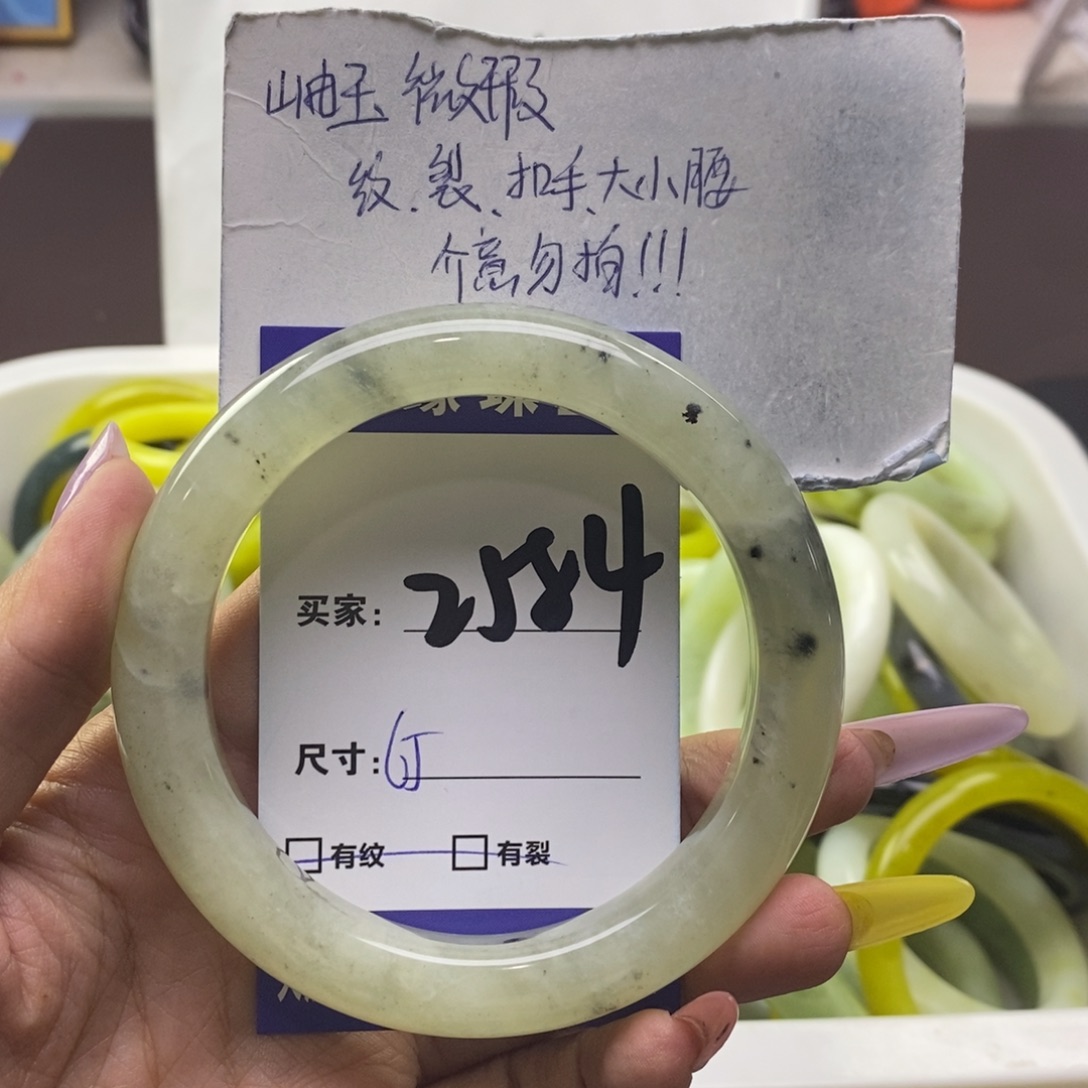 岫玉微瑕
纹、裂、扣手、大小腰
介意勿拍!!!
买家: 2584
尺寸: 61
□有纹 □有裂